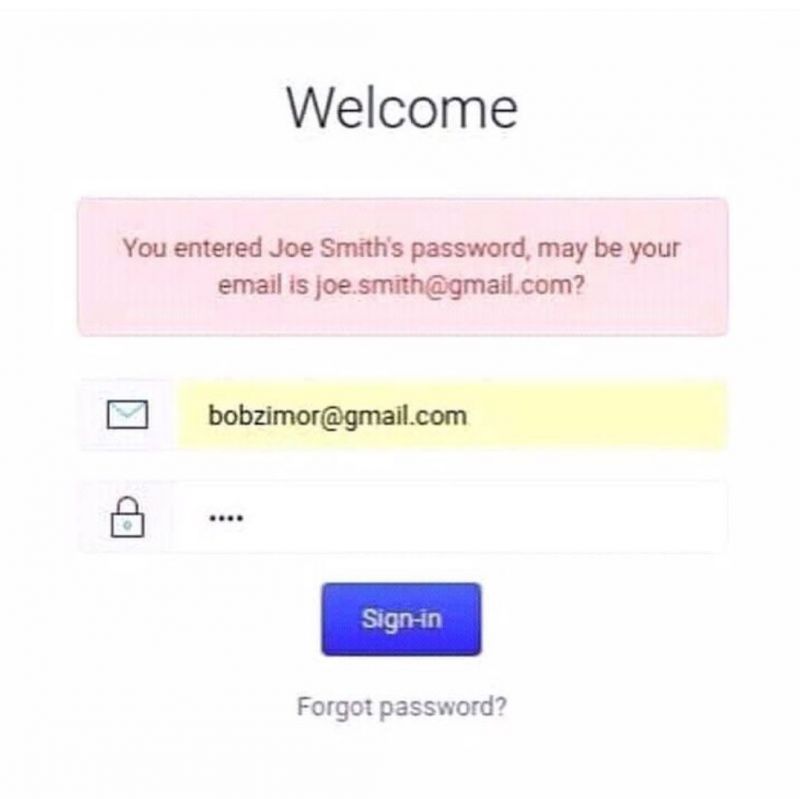 Welcome
You entered Joe Smith's password, may be your
email is joe.smith@gmail.com?
bobzimor@gmail.com
••••
Sign-in
Forgot password?